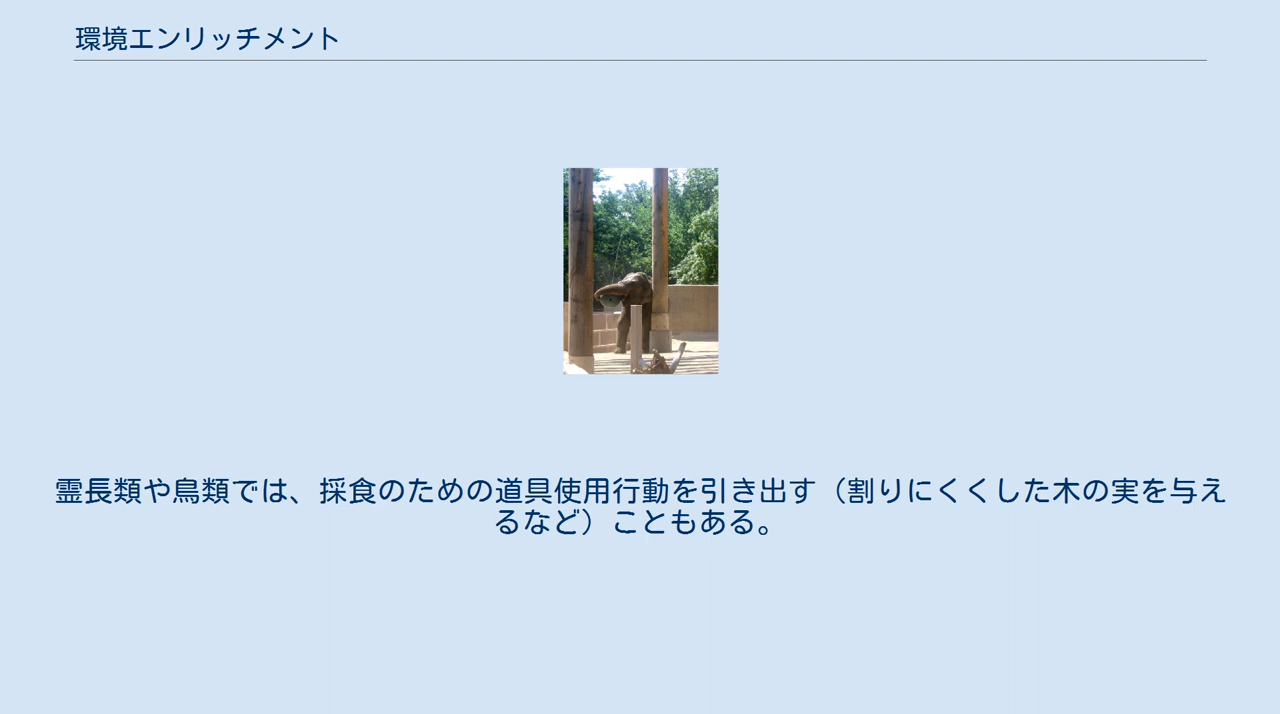 環境エンリッチメント
霊長類や鳥類では、採食のための道具使用行動を引き出す（割りにくくした木の実を与え
るなど）こともある。